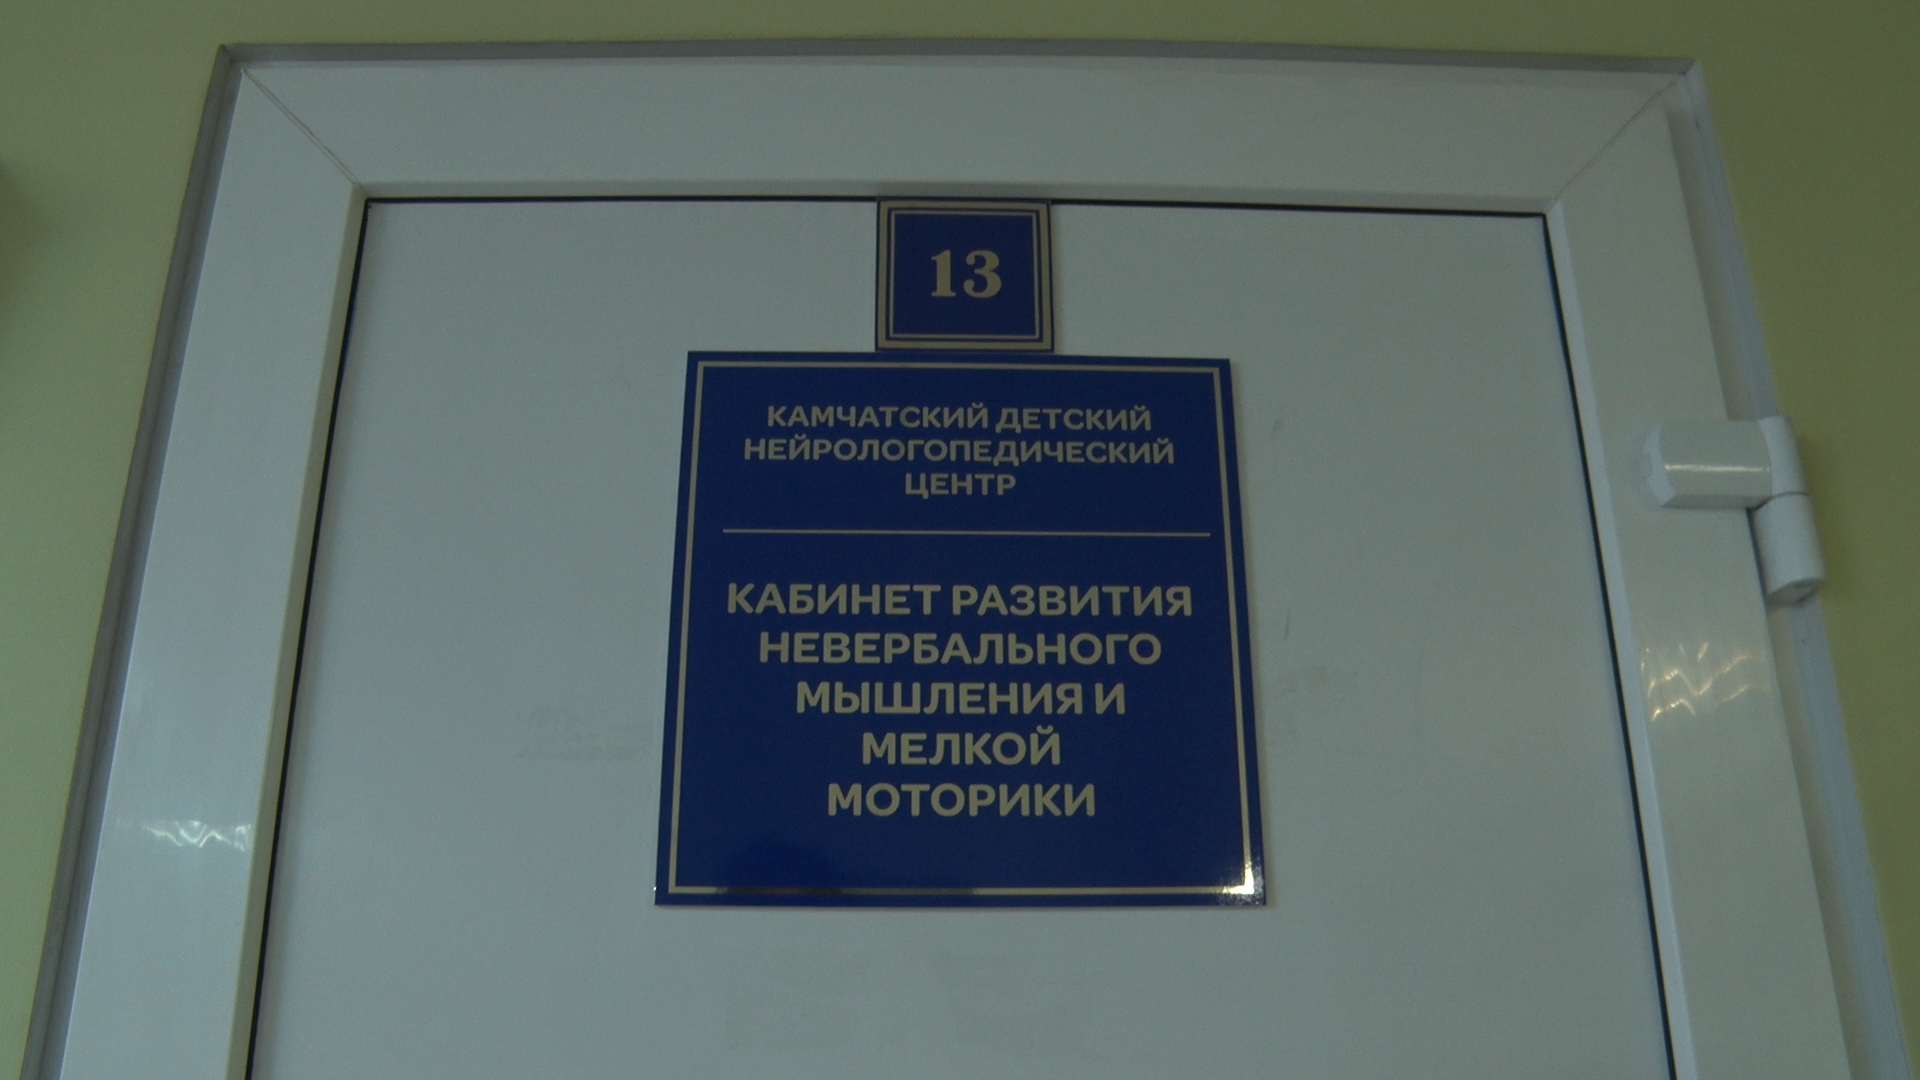 13
КАМЧАТСКИЙ ДЕТСКИЙ
НЕЙРОЛОГОПЕДИЧЕСКИЙ
ЦЕНТР
КАБИНЕТ РАЗВИТИЯ
НЕВЕРБАЛЬНОГО
МЫШЛЕНИЯ И
МЕЛКОЙ
МОТОРИКИ